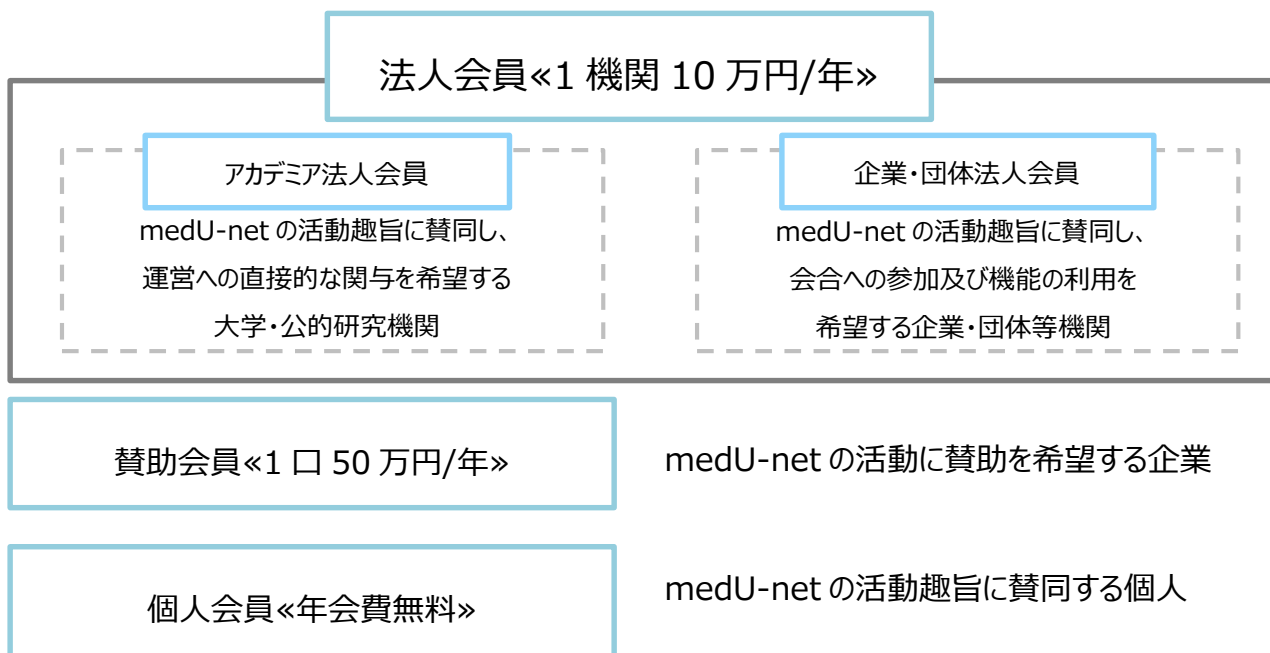 法人会員«1 機関 10 万円/年»
アカデミア法人会員
medU-net の活動趣旨に賛同し、
運営への直接的な関与を希望する
大学・公的研究機関
企業・団体法人会員
medU-net の活動趣旨に賛同し、
会合への参加及び機能の利用を
希望する企業・団体等機関
賛助会員«1 口 50 万円/年»
medU-net の活動に賛助を希望する企業
個人会員«年会費無料»
medU-net の活動趣旨に賛同する個人